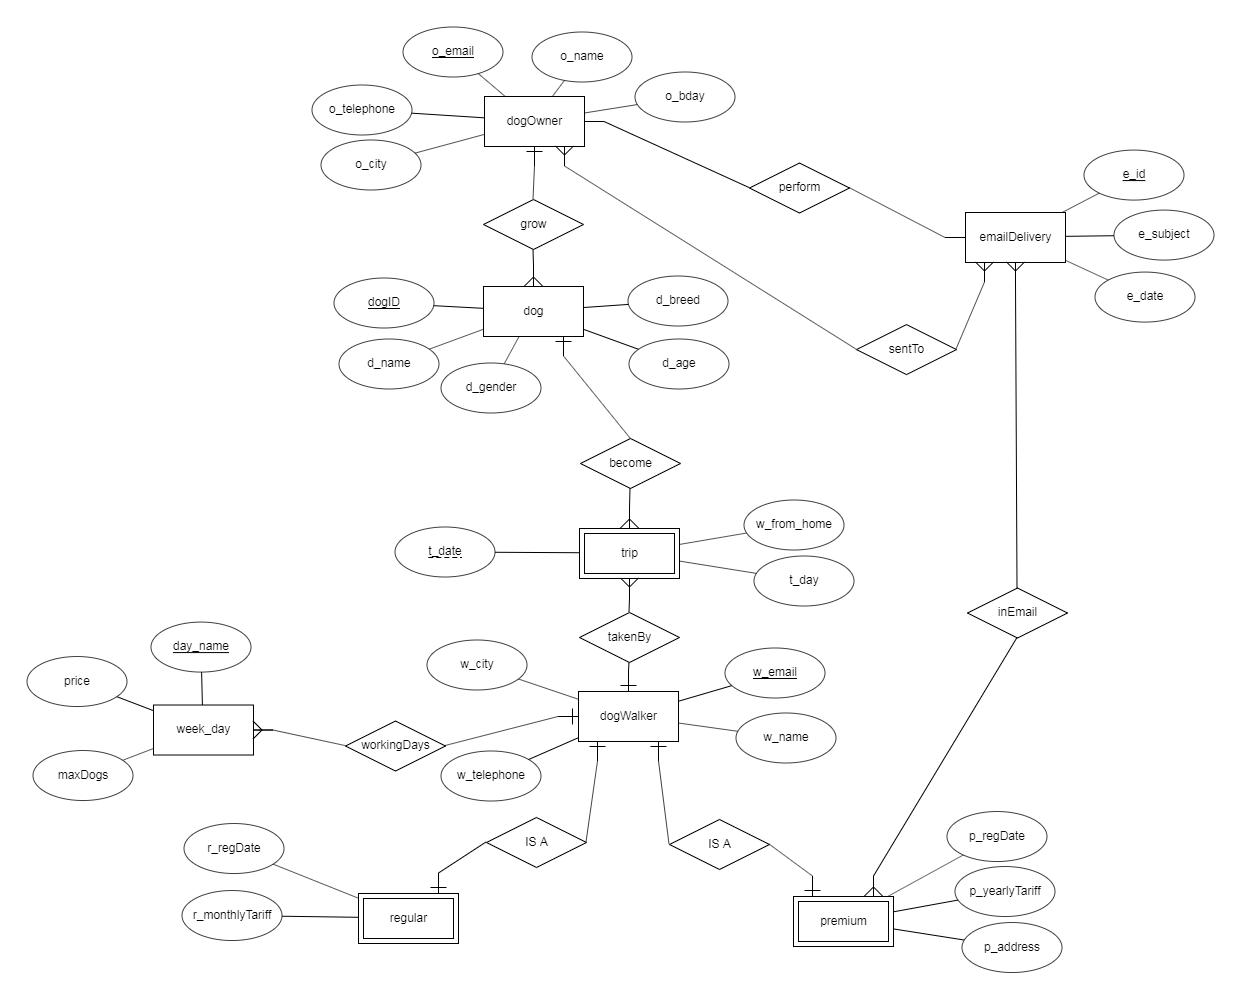 o_email
o_name
o_bday
o_telephone
dogOwner
o_city
e_id
perform
grow
emailDelivery
e_subject
e_date
dogID
d_breed
dog
d_name
d_age
d_gender
sentTo
become
w_from_home
t_date
trip
t_day
inEmail
takenBy
day_name
w_city
w_email
price
week_day
dogWalker
w_name
workingDays
maxDogs
w_telephone
r_regDate
IS A
IS A
p_regDate
p_yearlyTariff
r_monthlyTariff
regular
premium
p_address